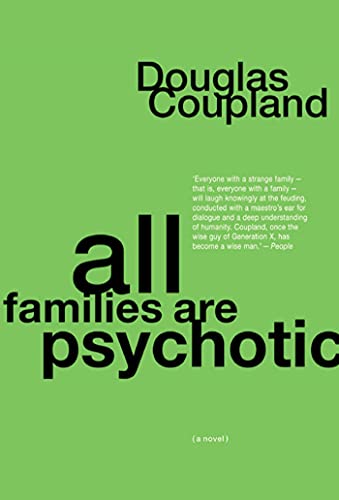 Douglas
Coupland
"Everyone with a strange family –
that is, everyone with a family –
will laugh knowingly at the feuding,
conducted with a maestro's ear for
dialogue and a deep understanding
of humanity. Coupland, once the
wise guy of Generation X, has
become a wise man." – People
all
families are
psychotic
(a novel)